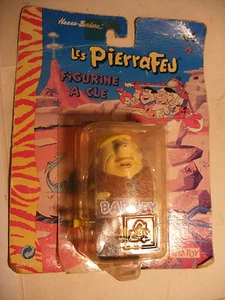 Hanna-Barbera
Les PierraFeu
FIGURINE
A CLE
BARNEY